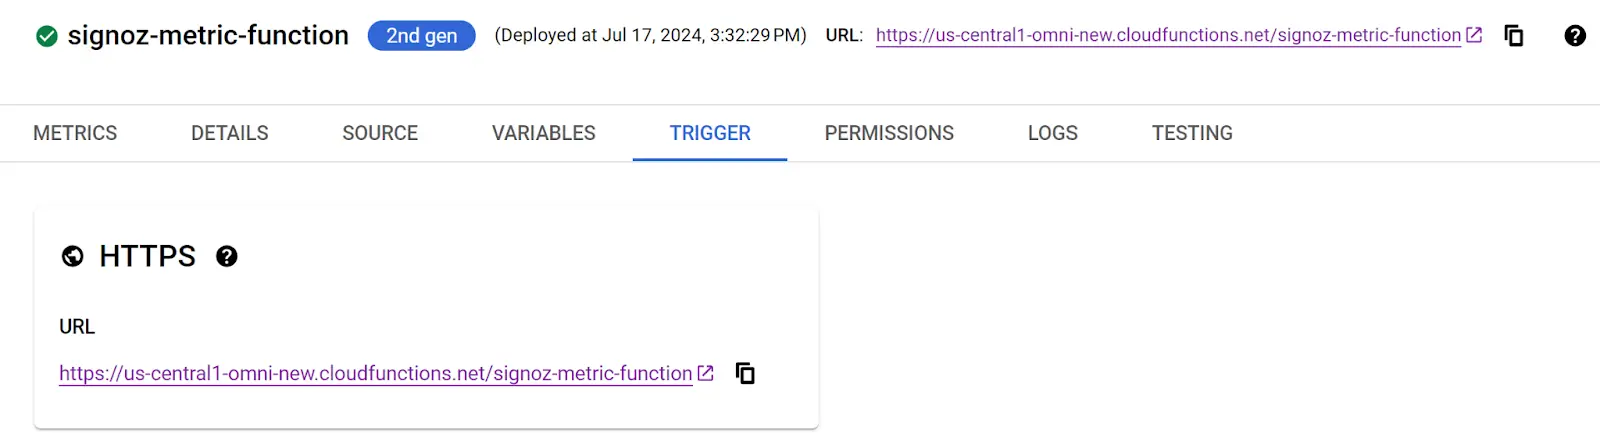 signoz-metric-function 2nd gen (Deployed at Jul 17, 2024, 3:32:29 PM) URL: https://us-central1-omni-new.cloudfunctions.net/signoz-metric-function
METRICS DETAILS SOURCE VARIABLES TRIGGER PERMISSIONS LOGS TESTING
HTTPS
URL
https://us-central1-omni-new.cloudfunctions.net/signoz-metric-function